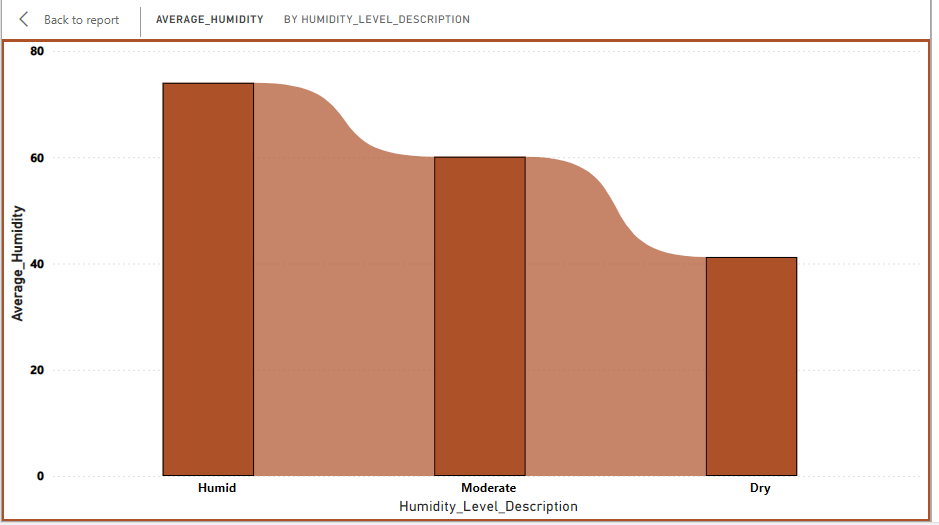 Back to report AVERAGE_HUMIDITY BY HUMIDITY_LEVEL_DESCRIPTION
80
60
40
20
0
Average_Humidity
Humid Moderate Dry
Humidity_Level_Description